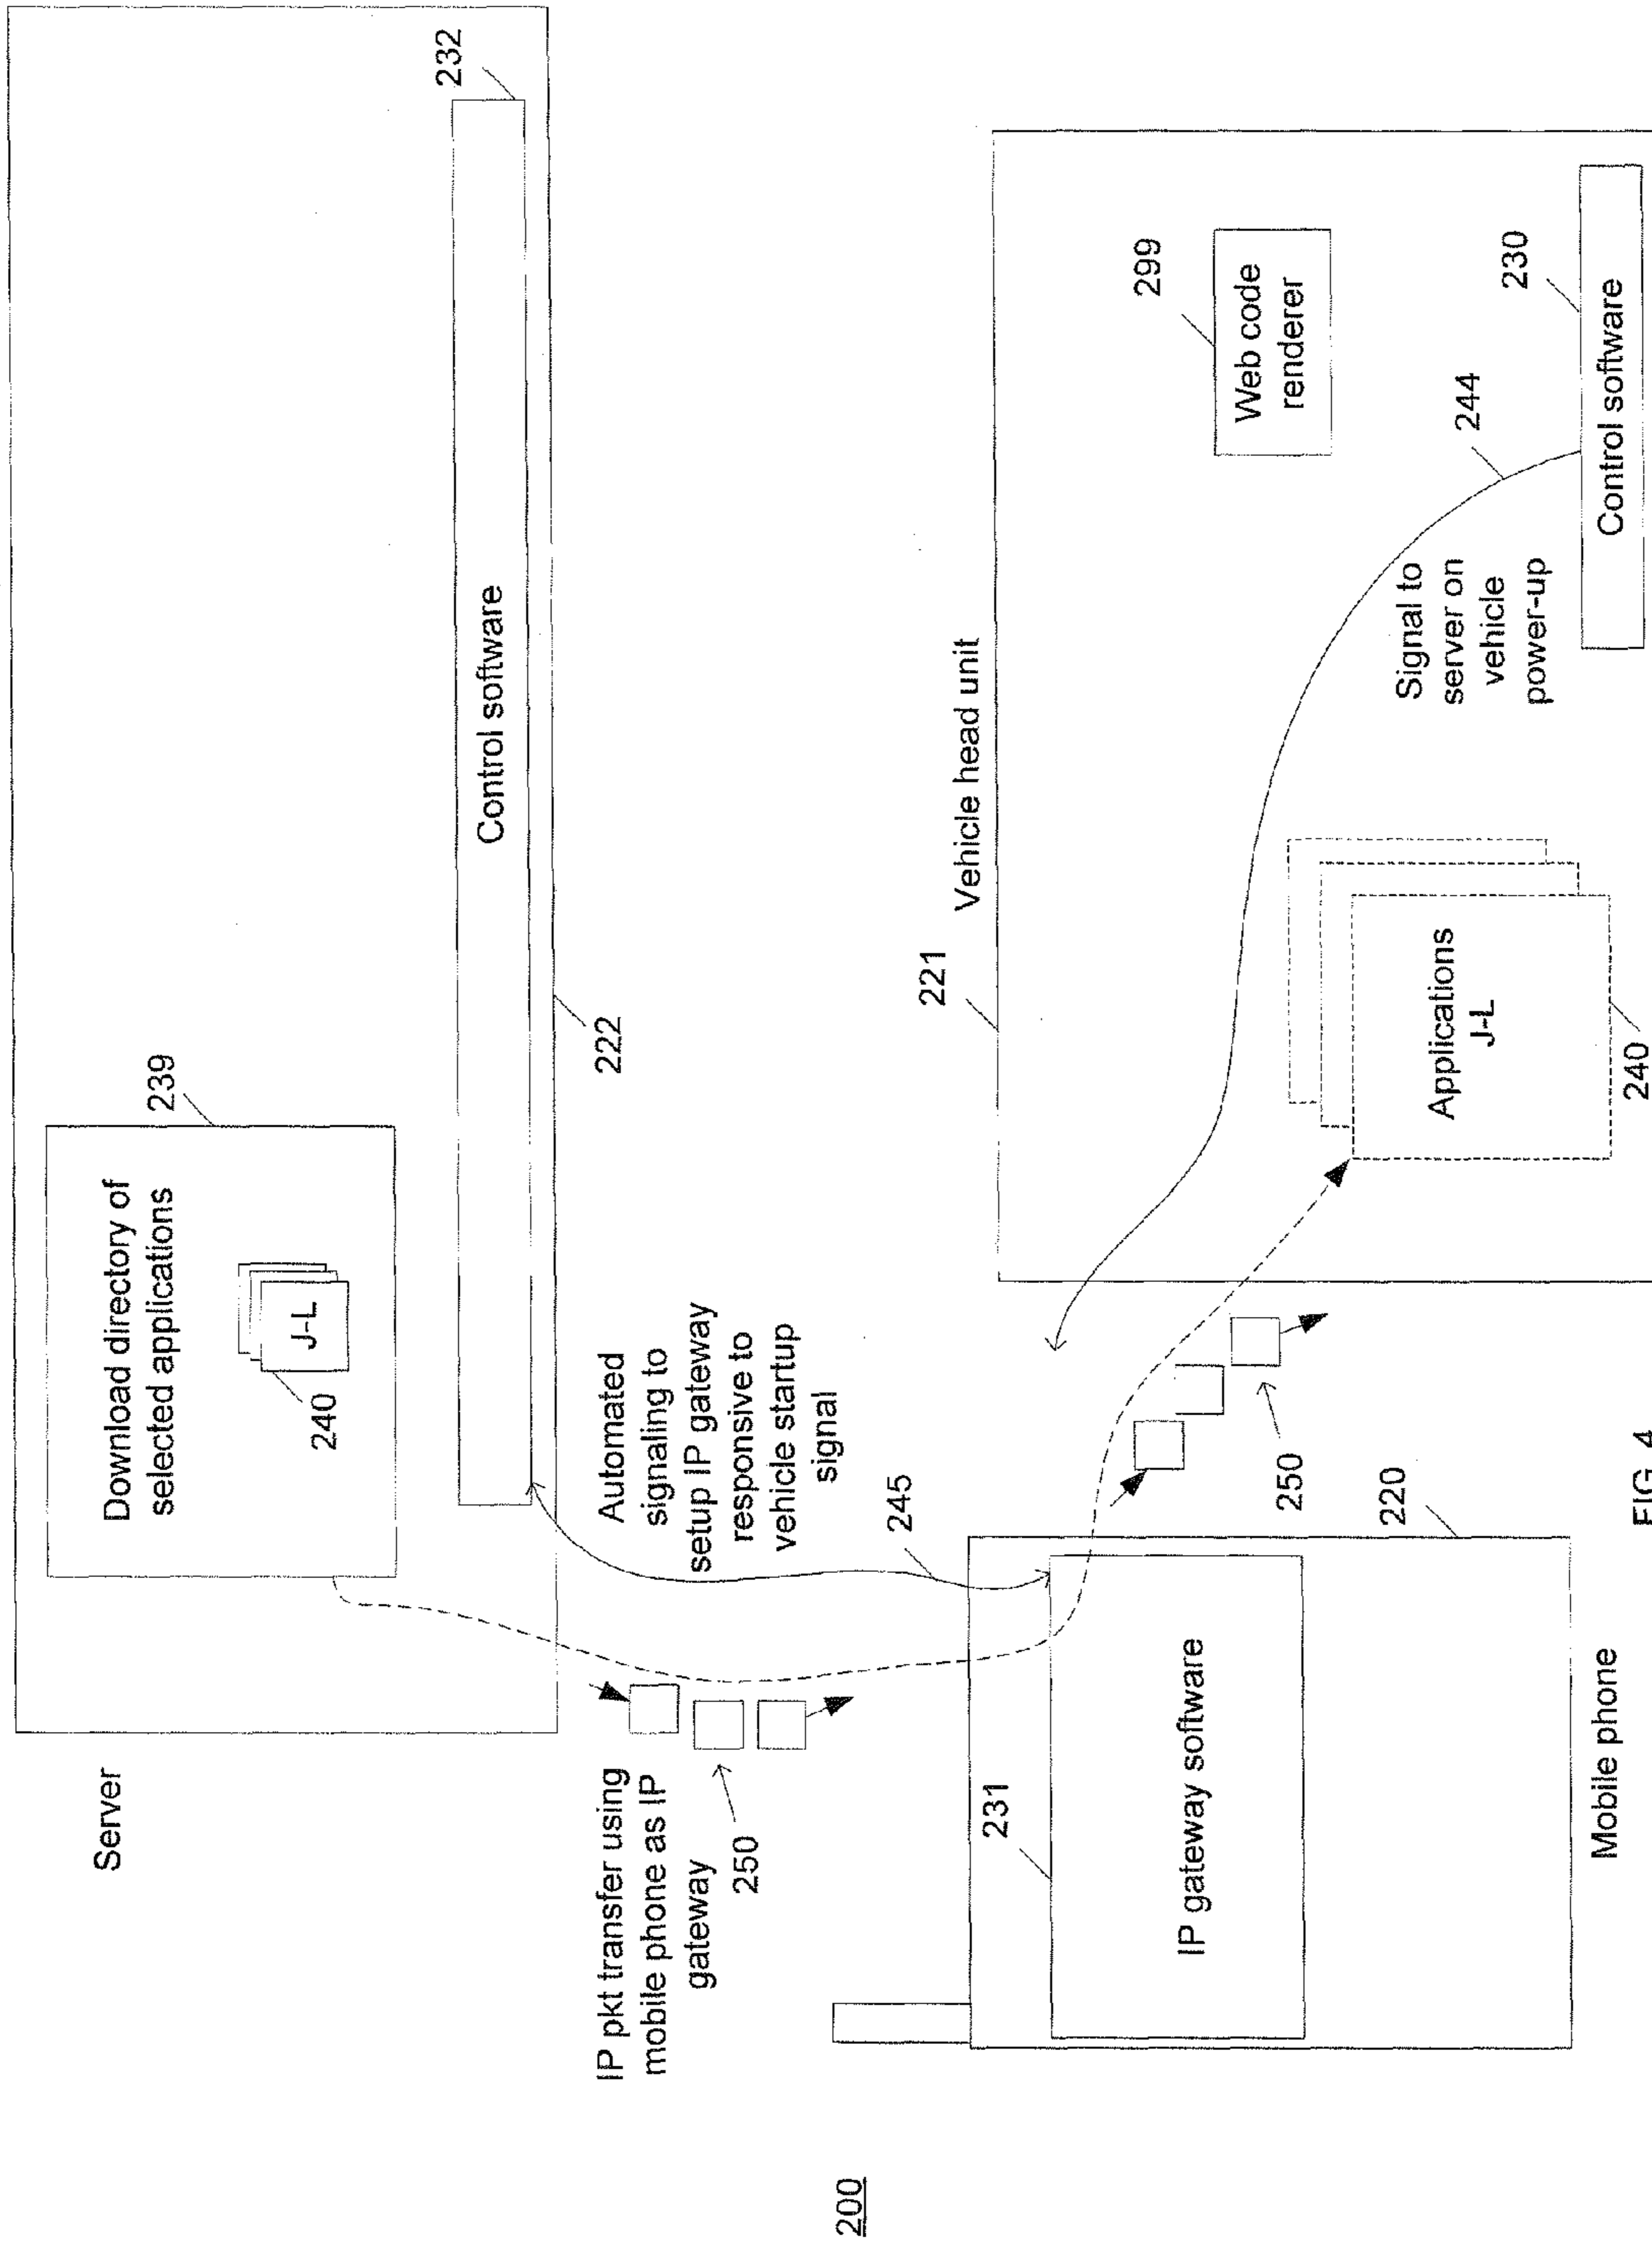 200
Server
Download directory of
selected applications
239
240
J-L
232
Control software
222
IP pkt transfer using
mobile phone as IP
gateway
250
Automated
signaling to
setup IP gateway
responsive to
vehicle startup
signal
245
231
IP gateway software
220
Mobile phone
250
221
Vehicle head unit
299
Web code
renderer
244
Signal to
server on
vehicle
power-up
230
Control software
Applications
J-L
240
FIG. 4